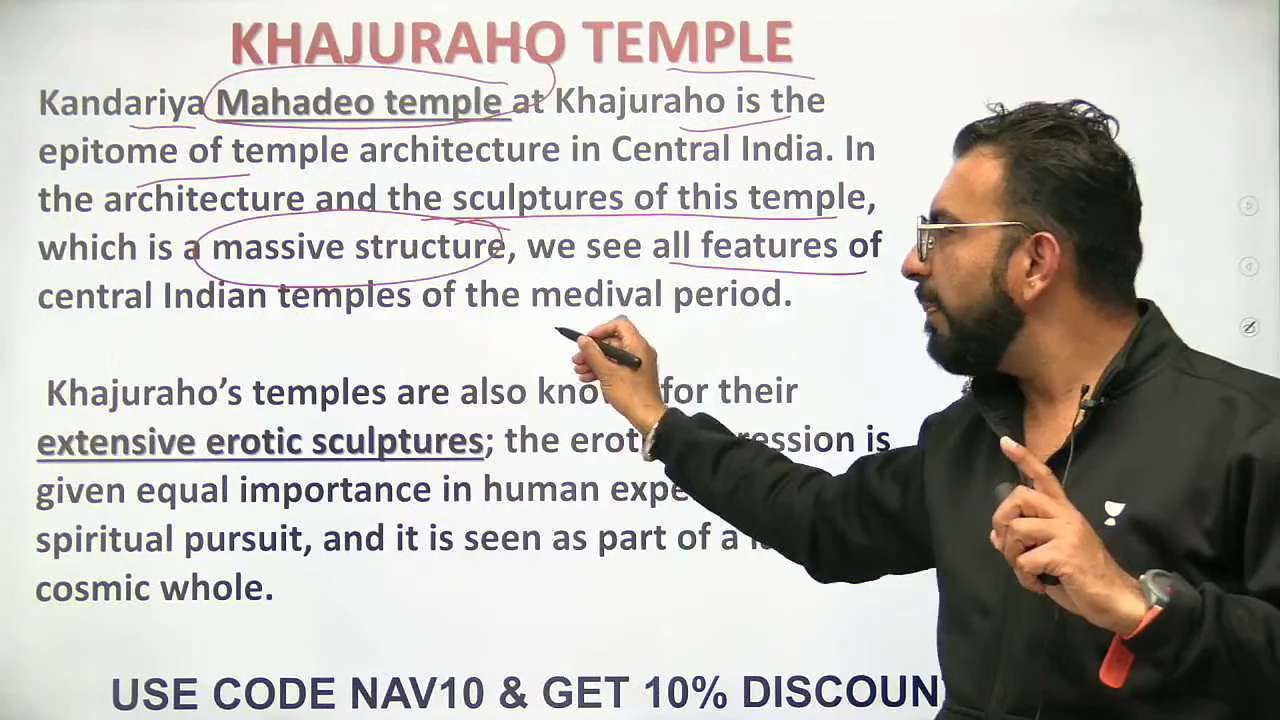 KHAJURAHO TEMPLE
Kandariya Mahadeo temple at Khajuraho is the
epitome of temple architecture in Central India. In
the architecture and the sculptures of this temple,
which is a massive structure, we see all features of
central Indian temples of the medival period.
Khajuraho's temples are also for their
extensive erotic sculptures; the is
given equal importance in human
spiritual pursuit, and it is seen as part of a
cosmic whole.
USE CODE NAV10 & GET 10% DISCOUN